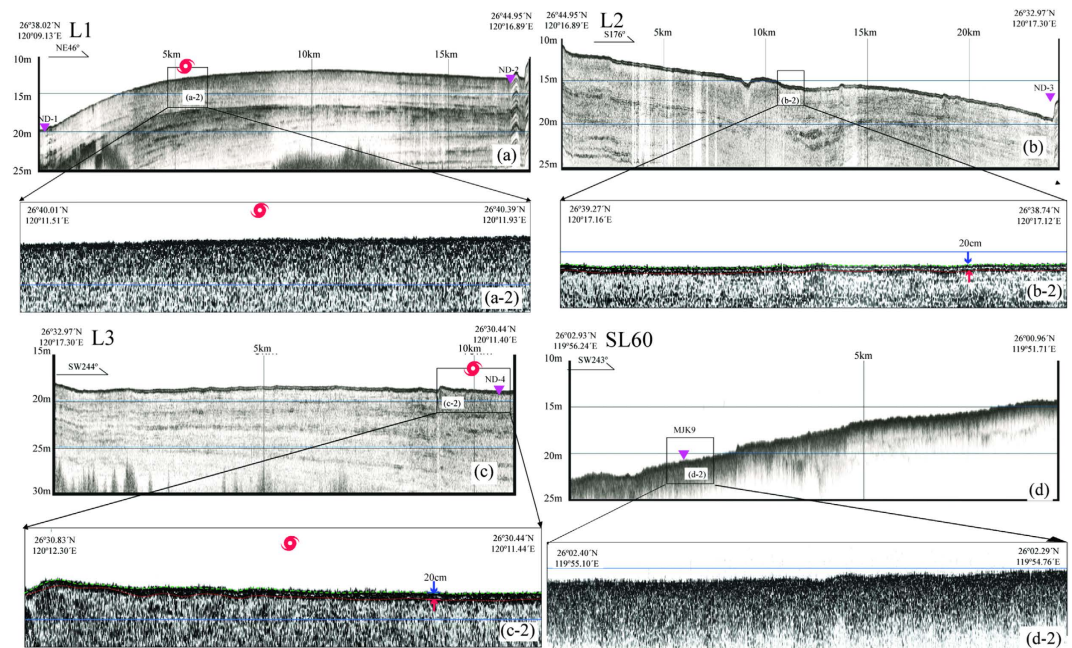 26°38.02´N
120°09.13´E
L1
NE46°
5km
10km
15km
26°44.95´N
120°16.89´E
10m
15m
20m
25m
ND-1
ND-2
(a-2)
(a)
26°40.01´N
120°11.51´E
26°40.39´N
120°11.93´E
(a-2)
26°44.95´N
120°16.89´E
L2
S176°
5km
10km
15km
20km
26°32.97´N
120°17.30´E
10m
15m
20m
25m
ND-3
(b-2)
(b)
26°39.27´N
120°17.16´E
26°38.74´N
120°17.12´E
20cm
(b-2)
26°32.97´N
120°17.30´E
L3
SW244°
5km
10km
26°30.44´N
120°11.40´E
15m
20m
25m
30m
ND-4
(c-2)
(c)
26°30.83´N
120°12.30´E
26°30.44´N
120°11.44´E
20cm
(c-2)
26°02.93´N
119°56.24´E
SL60
SW243°
5km
26°00.96´N
119°51.71´E
10m
15m
20m
25m
MJK9
(d-2)
(d)
26°02.40´N
119°55.10´E
26°02.29´N
119°54.76´E
(d-2)